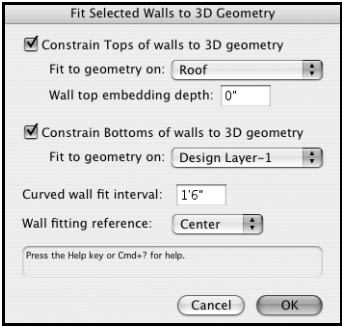 Fit Selected Walls to 3D Geometry
Constrain Tops of walls to 3D geometry
Fit to geometry on: Roof
Wall top embedding depth: 0"
Constrain Bottoms of walls to 3D geometry
Fit to geometry on: Design Layer-1
Curved wall fit interval: 1'6"
Wall fitting reference: Center
Press the Help key or Cmd+? for help.
Cancel OK